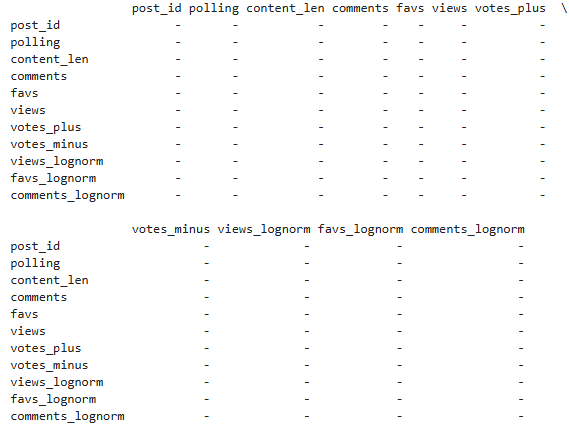 post_id polling content_len comments favs views votes_plus \
post_id - - - - - - -
polling - - - - - - -
content_len - - - - - - -
comments - - - - - - -
favs - - - - - - -
views - - - - - - -
votes_plus - - - - - - -
votes_minus - - - - - - -
views_lognorm - - - - - - -
favs_lognorm - - - - - - -
comments_lognorm - - - - - - -
votes_minus views_lognorm favs_lognorm comments_lognorm
post_id - - - -
polling - - - -
content_len - - - -
comments - - - -
favs - - - -
views - - - -
votes_plus - - - -
votes_minus - - - -
views_lognorm - - - -
favs_lognorm - - - -
comments_lognorm - - - -